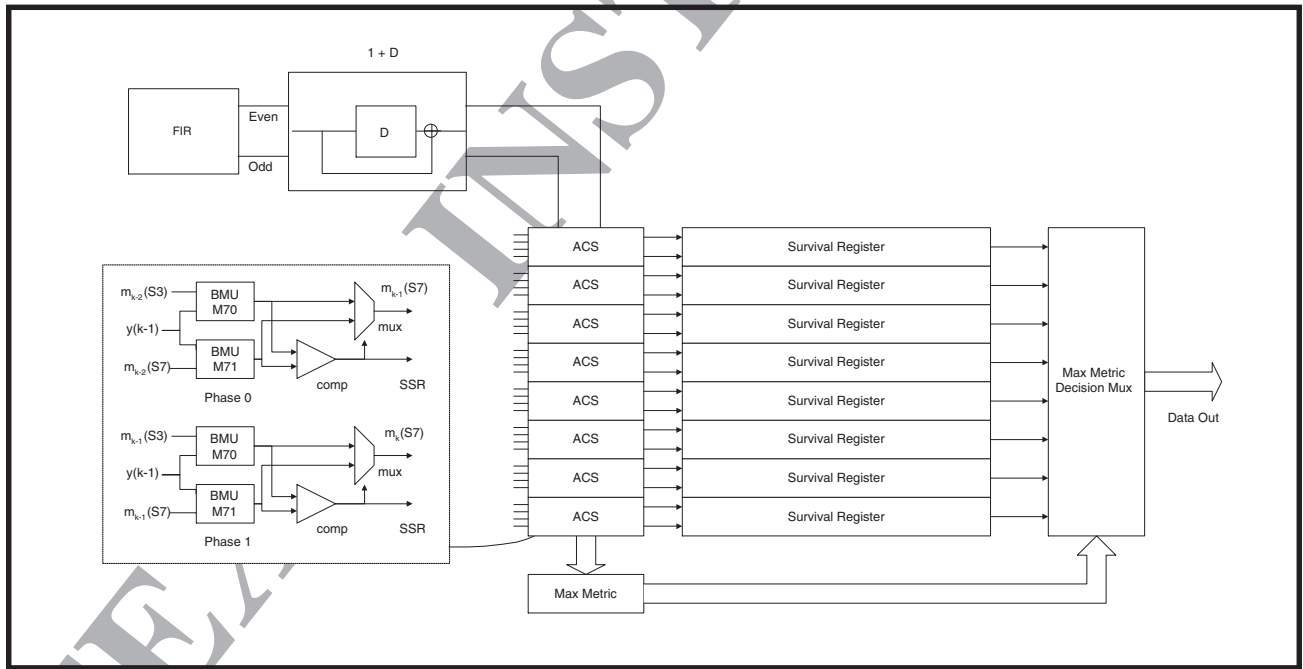 1 + D
FIR
Even
Odd
D
m_{k-2}(S3)
BMU
M70
y(k-1)
BMU
M71
m_{k-2}(S7)
m_{k-1}(S7)
mux
comp
SSR
Phase 0
m_{k-1}(S3)
BMU
M70
y(k-1)
BMU
M71
m_{k-1}(S7)
m_k(S7)
mux
comp
SSR
Phase 1
ACS
Survival Register
ACS
Survival Register
ACS
Survival Register
ACS
Survival Register
ACS
Survival Register
ACS
Survival Register
ACS
Survival Register
ACS
Survival Register
Max Metric
Decision Mux
Data Out
Max Metric